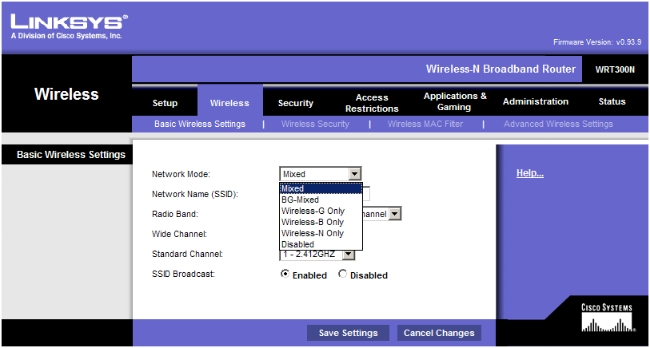 LINKSYS®
A Division of Cisco Systems, Inc.
Firmware Version: v0.93.9
Wireless-N Broadband Router WRT300N
Wireless
Setup Wireless Security Access Restrictions Applications & Gaming Administration Status
Basic Wireless Settings | Wireless Security | Wireless MAC Filter | Advanced Wireless Settings
Basic Wireless Settings
Help...
Network Mode: Mixed
Mixed
Network Name (SSID):
BG-Mixed
Wireless-G Only
Radio Band: hannel
Wireless-B Only
Wide Channel: Wireless-N Only
Disabled
Standard Channel: 1 - 2.412GHZ
SSID Broadcast: Enabled Disabled
CISCO SYSTEMS
Save Settings Cancel Changes